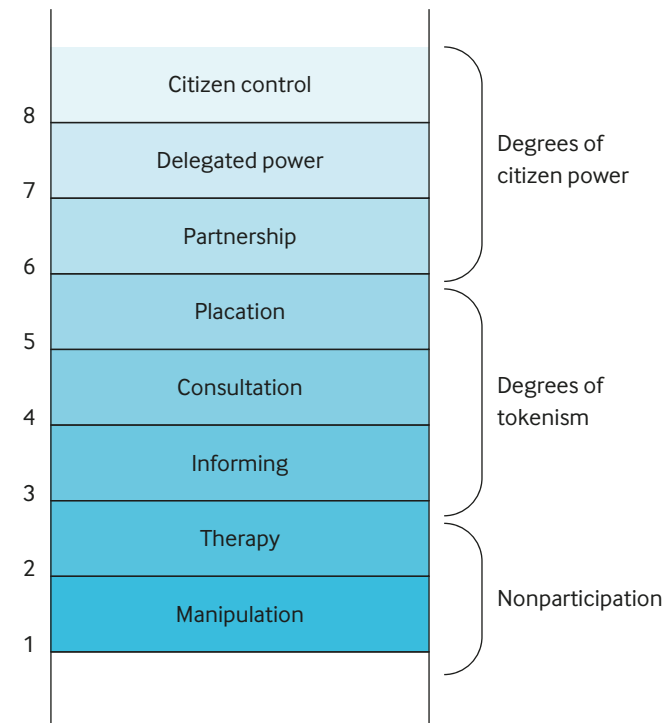 Citizen control
8
Delegated power
7
Partnership
6
Placation
5
Consultation
4
Informing
3
Therapy
2
Manipulation
1
Degrees of
citizen power
Degrees of
tokenism
Nonparticipation